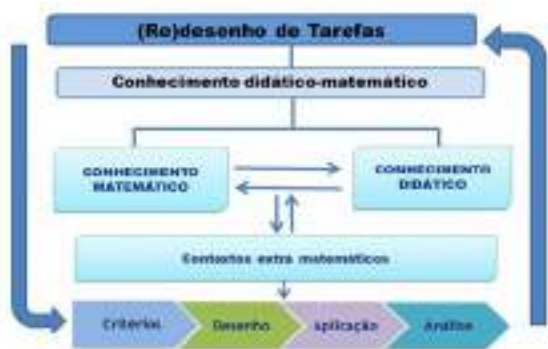 (Re)desenho de Tarefas
Conhecimento didático-matemático
CONHECIMENTO
MATEMÁTICO
CONHECIMENTO
DIDÁTICO
Contextos extra matemáticos
Critérios
Desenho
Aplicação
Análise